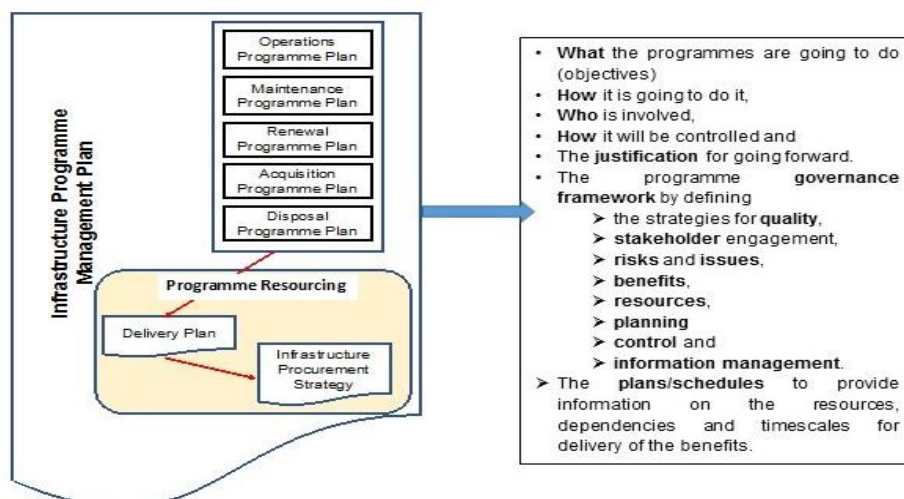 Infrastructure Programme
Management Plan
Operations
Programme Plan
Maintenance
Programme Plan
Renewal
Programme Plan
Acquisition
Programme Plan
Disposal
Programme Plan
Programme Resourcing
Delivery Plan
Infrastructure
Procurement
Strategy
• What the programmes are going to do
(objectives)
• How it is going to do it,
• Who is involved,
• How it will be controlled and
• The justification for going forward.
• The programme governance
framework by defining
➤ the strategies for quality,
➤ stakeholder engagement,
➤ risks and issues,
➤ benefits,
➤ resources,
➤ planning
➤ control and
➤ information management.
➤ The plans/schedules to provide
information on the resources,
dependencies and timescales for
delivery of the benefits.